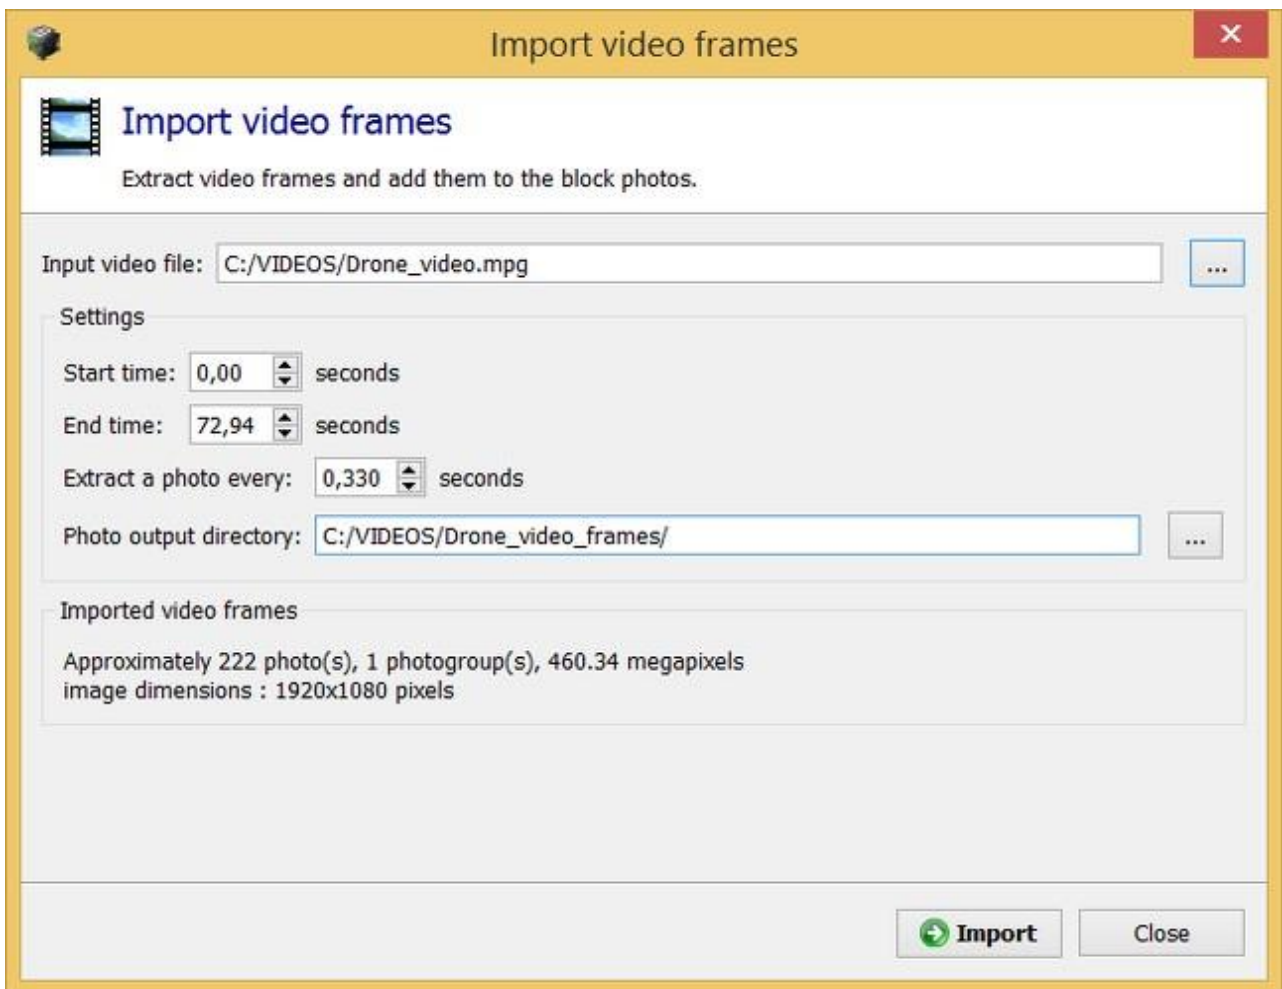 Import video frames
Import video frames
Extract video frames and add them to the block photos.
Input video file: C:/VIDEOS/Drone_video.mpg ...
Settings
Start time: 0,00 seconds
End time: 72,94 seconds
Extract a photo every: 0,330 seconds
Photo output directory: C:/VIDEOS/Drone_video_frames/ ...
Imported video frames
Approximately 222 photo(s), 1 photogroup(s), 460.34 megapixels
image dimensions : 1920x1080 pixels
Import Close